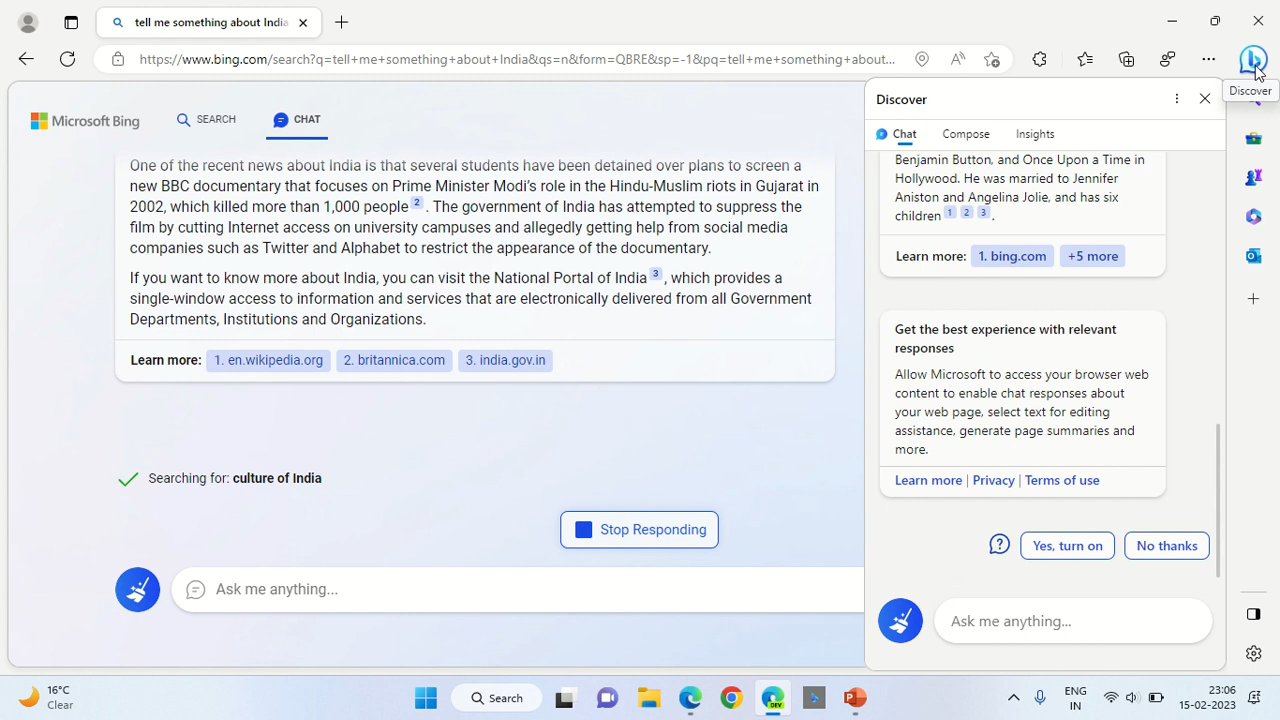 tell me something about India
https://www.bing.com/search?q=tell+me+something+about+India&qs=n&form=QBRE&sp=-1&pq=tell+me+something+about...
Discover
Microsoft Bing
SEARCH
CHAT
One of the recent news about India is that several students have been detained over plans to screen a
new BBC documentary that focuses on Prime Minister Modi's role in the Hindu-Muslim riots in Gujarat in
2002, which killed more than 1,000 people 2 . The government of India has attempted to suppress the
film by cutting Internet access on university campuses and allegedly getting help from social media
companies such as Twitter and Alphabet to restrict the appearance of the documentary.
If you want to know more about India, you can visit the National Portal of India 3 , which provides a
single-window access to information and services that are electronically delivered from all Government
Departments, Institutions and Organizations.
Learn more: 1. en.wikipedia.org 2. britannica.com 3. india.gov.in
Searching for: culture of India
Stop Responding
Ask me anything...
Discover
Chat Compose Insights
Benjamin Button, and Once Upon a Time in
Hollywood. He was married to Jennifer
Aniston and Angelina Jolie, and has six
children 1 2 3 .
Learn more: 1. bing.com +5 more
Get the best experience with relevant
responses
Allow Microsoft to access your browser web
content to enable chat responses about
your web page, select text for editing
assistance, generate page summaries and
more.
Learn more | Privacy | Terms of use
Yes, turn on No thanks
Ask me anything...
16°C
Clear
Search
DEV
ENG
IN
23:06
15-02-2023